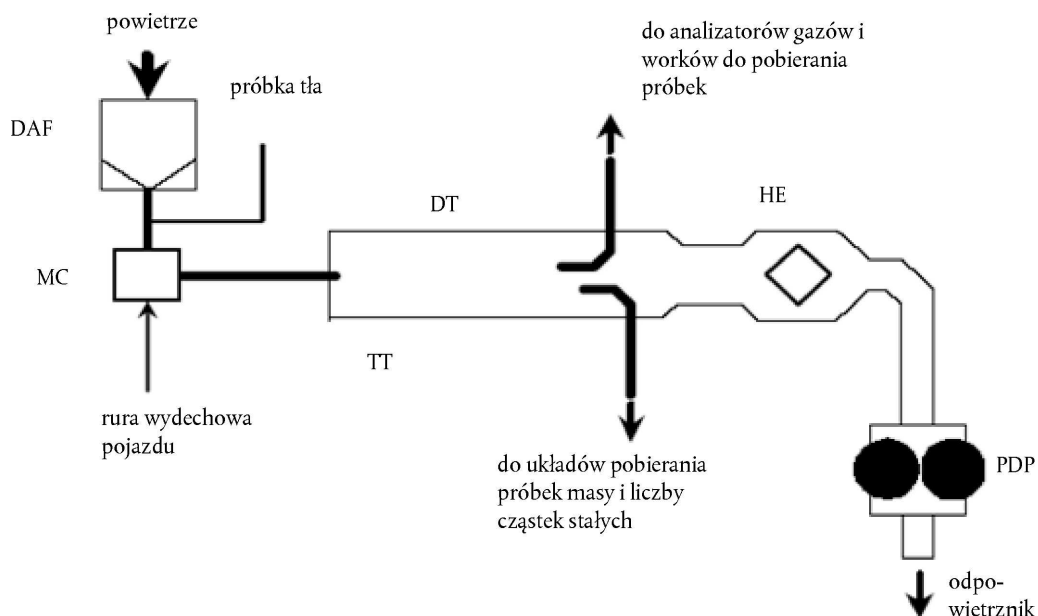 powietrze
próbka tła
do analizatorów gazów i
worków do pobierania
próbek
DAF
DT
HE
MC
TT
rura wydechowa
pojazdu
do układów pobierania
próbek masy i liczby
cząstek stałych
PDP
odpo-
wietrznik